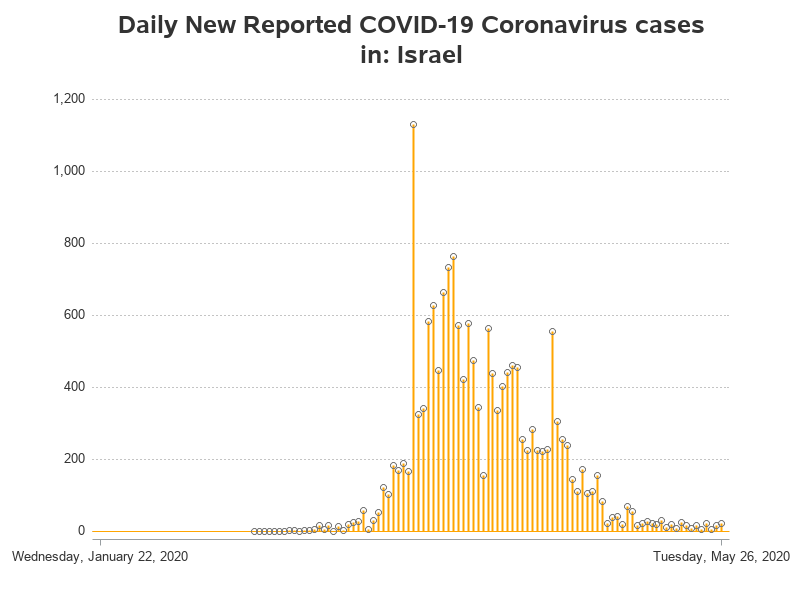 Daily New Reported COVID-19 Coronavirus cases
in: Israel
1,200
1,000
800
600
400
200
0
Wednesday, January 22, 2020
Tuesday, May 26, 2020